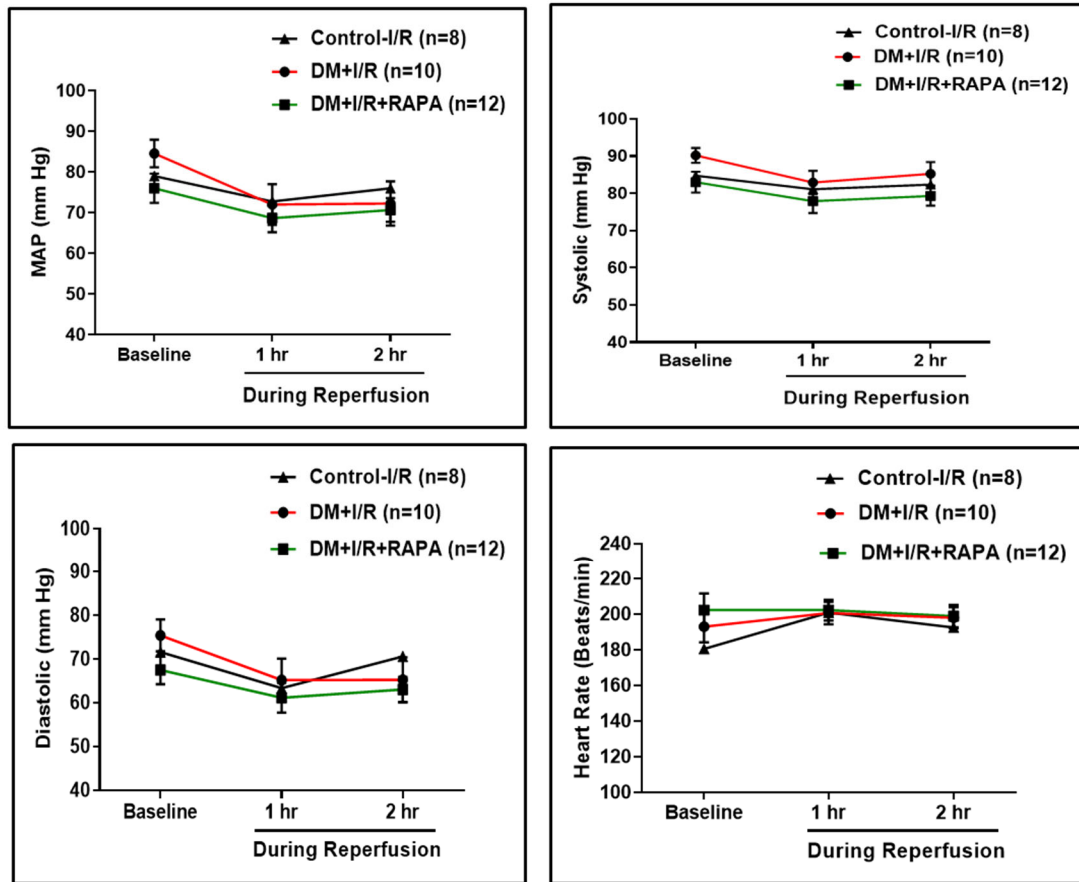 Control-I/R (n=8)
DM+I/R (n=10)
DM+I/R+RAPA (n=12)
MAP (mm Hg)
100
90
80
70
60
50
40
Baseline
1 hr
2 hr
During Reperfusion
Control-I/R (n=8)
DM+I/R (n=10)
DM+I/R+RAPA (n=12)
Systolic (mm Hg)
100
90
80
70
60
50
40
Baseline
1 hr
2 hr
During Reperfusion
Control-I/R (n=8)
DM+I/R (n=10)
DM+I/R+RAPA (n=12)
Diastolic (mm Hg)
100
90
80
70
60
50
40
Baseline
1 hr
2 hr
During Reperfusion
Control-I/R (n=8)
DM+I/R (n=10)
DM+I/R+RAPA (n=12)
Heart Rate (Beats/min)
240
220
200
180
160
140
120
100
Baseline
1 hr
2 hr
During Reperfusion